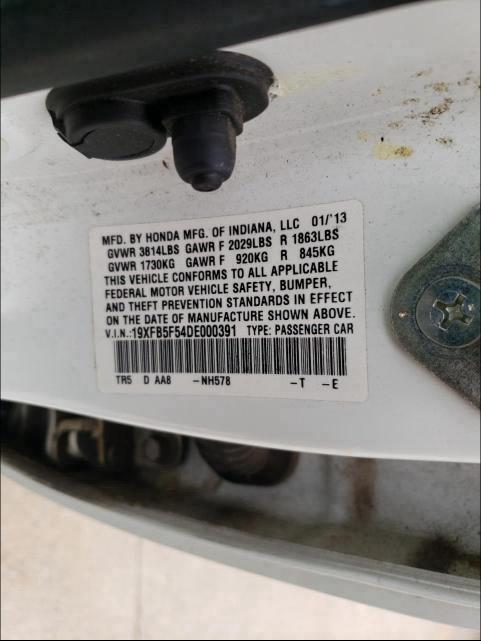 MFD. BY HONDA MFG. OF INDIANA, LLC 01/'13
GVWR 3814LBS GAWR F 2029LBS R 1863LBS
GVWR 1730KG GAWR F 920KG R 845KG
THIS VEHICLE CONFORMS TO ALL APPLICABLE
FEDERAL MOTOR VEHICLE SAFETY, BUMPER,
AND THEFT PREVENTION STANDARDS IN EFFECT
ON THE DATE OF MANUFACTURE SHOWN ABOVE.
V.I.N.:19XFB5F54DE000391 TYPE: PASSENGER CAR
TR5 D AA8 -NH578 -T -E